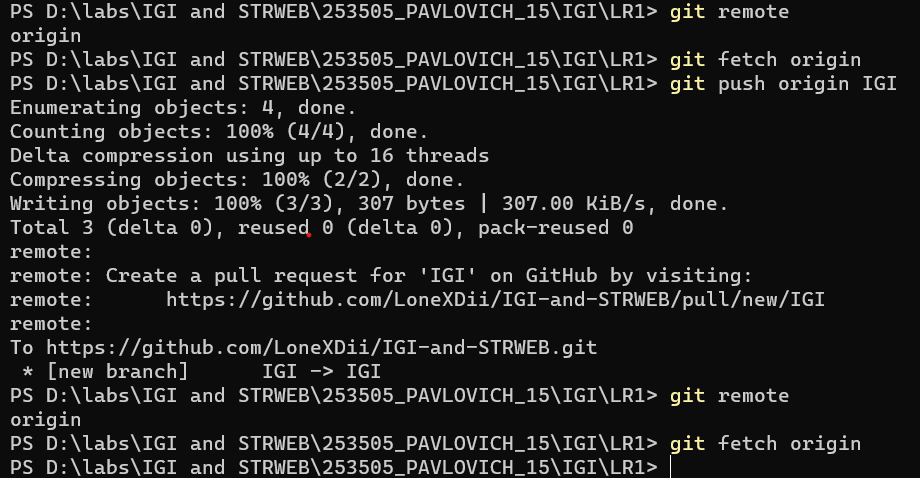 PS D:\labs\IGI and STRWEB\253505_PAVLOVICH_15\IGI\LR1> git remote
origin
PS D:\labs\IGI and STRWEB\253505_PAVLOVICH_15\IGI\LR1> git fetch origin
PS D:\labs\IGI and STRWEB\253505_PAVLOVICH_15\IGI\LR1> git push origin IGI
Enumerating objects: 4, done.
Counting objects: 100% (4/4), done.
Delta compression using up to 16 threads
Compressing objects: 100% (2/2), done.
Writing objects: 100% (3/3), 307 bytes | 307.00 KiB/s, done.
Total 3 (delta 0), reused 0 (delta 0), pack-reused 0
remote:
remote: Create a pull request for 'IGI' on GitHub by visiting:
remote:      https://github.com/LoneXDii/IGI-and-STRWEB/pull/new/IGI
remote:
To https://github.com/LoneXDii/IGI-and-STRWEB.git
 * [new branch]      IGI -> IGI
PS D:\labs\IGI and STRWEB\253505_PAVLOVICH_15\IGI\LR1> git remote
origin
PS D:\labs\IGI and STRWEB\253505_PAVLOVICH_15\IGI\LR1> git fetch origin
PS D:\labs\IGI and STRWEB\253505_PAVLOVICH_15\IGI\LR1>